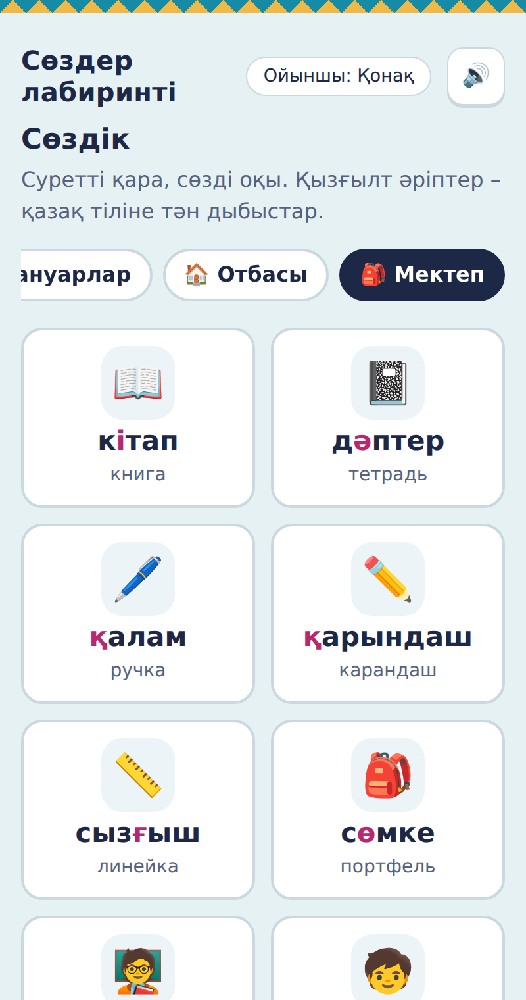 Сөздер
лабиринті
Ойыншы: Қонақ
Сөздік
Суретті қара, сөзді оқы. Қызғылт әріптер –
қазақ тіліне тән дыбыстар.
ануарлар
Отбасы
Мектеп
кітап
книга
дәптер
тетрадь
қалам
ручка
қарындаш
карандаш
сызғыш
линейка
сөмке
портфель